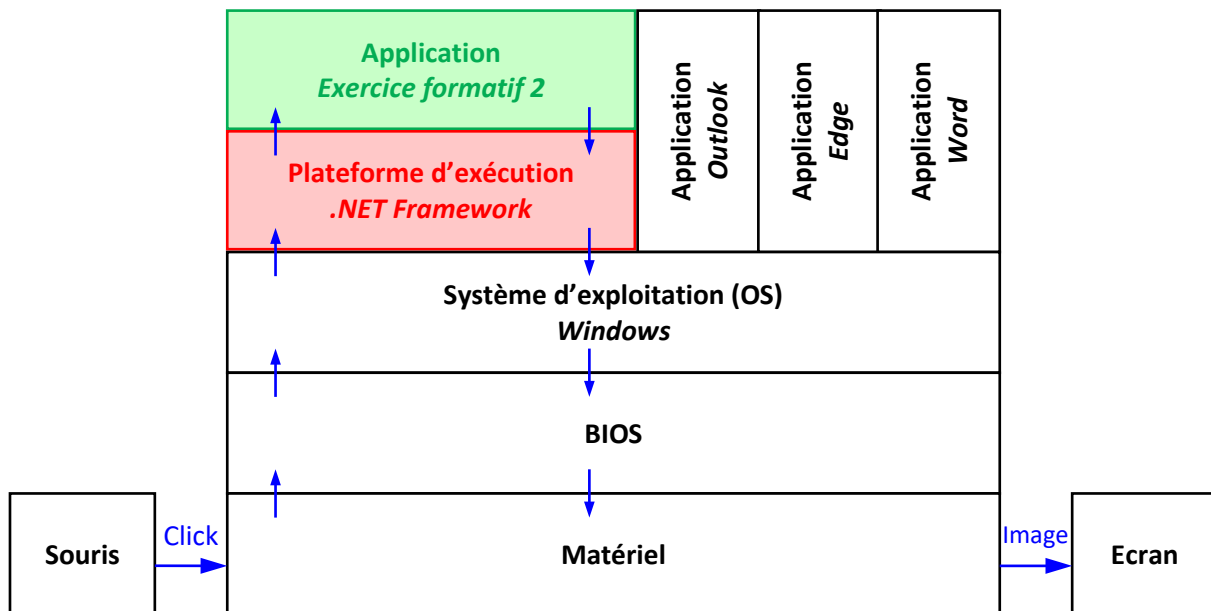 Application
Exercice formatif 2
Plateforme d’exécution
.NET Framework
Application
Outlook
Application
Edge
Application
Word
Système d’exploitation (OS)
Windows
BIOS
Souris
Click
Matériel
Image
Ecran